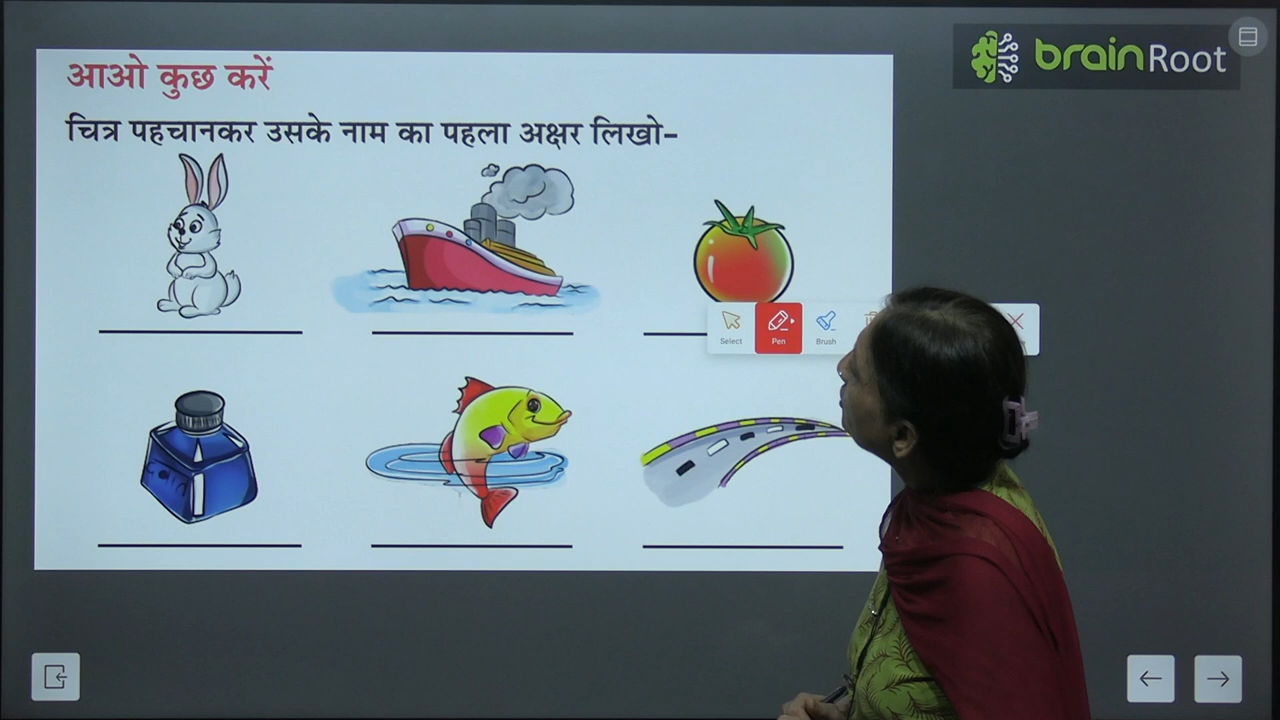 आओ कुछ करें
brainRoot
चित्र पहचानकर उसके नाम का पहला अक्षर लिखो-
Select
Pen
Brush